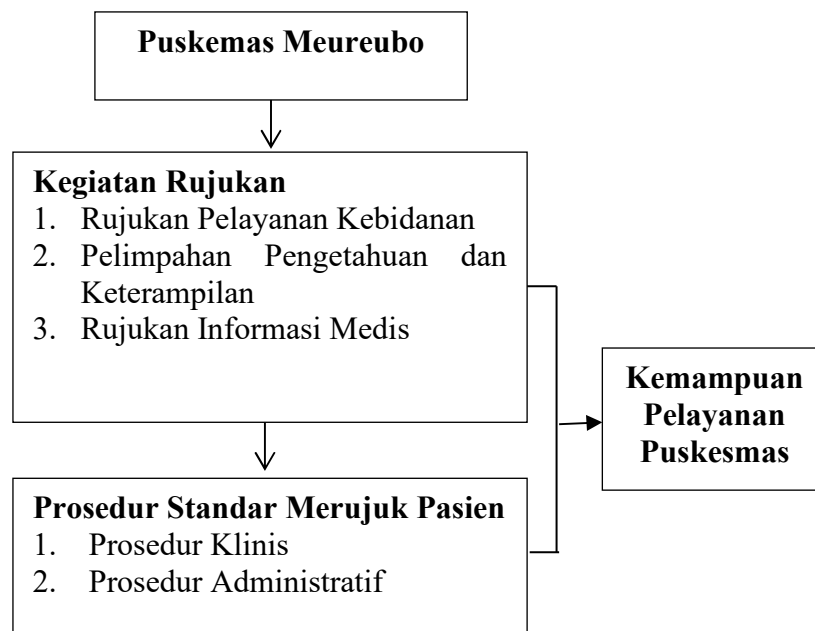 Puskemas Meureubo
Kegiatan Rujukan
1. Rujukan Pelayanan Kebidanan
2. Pelimpahan Pengetahuan dan
Keterampilan
3. Rujukan Informasi Medis
Kemampuan
Pelayanan
Puskesmas
Prosedur Standar Merujuk Pasien
1. Prosedur Klinis
2. Prosedur Administratif